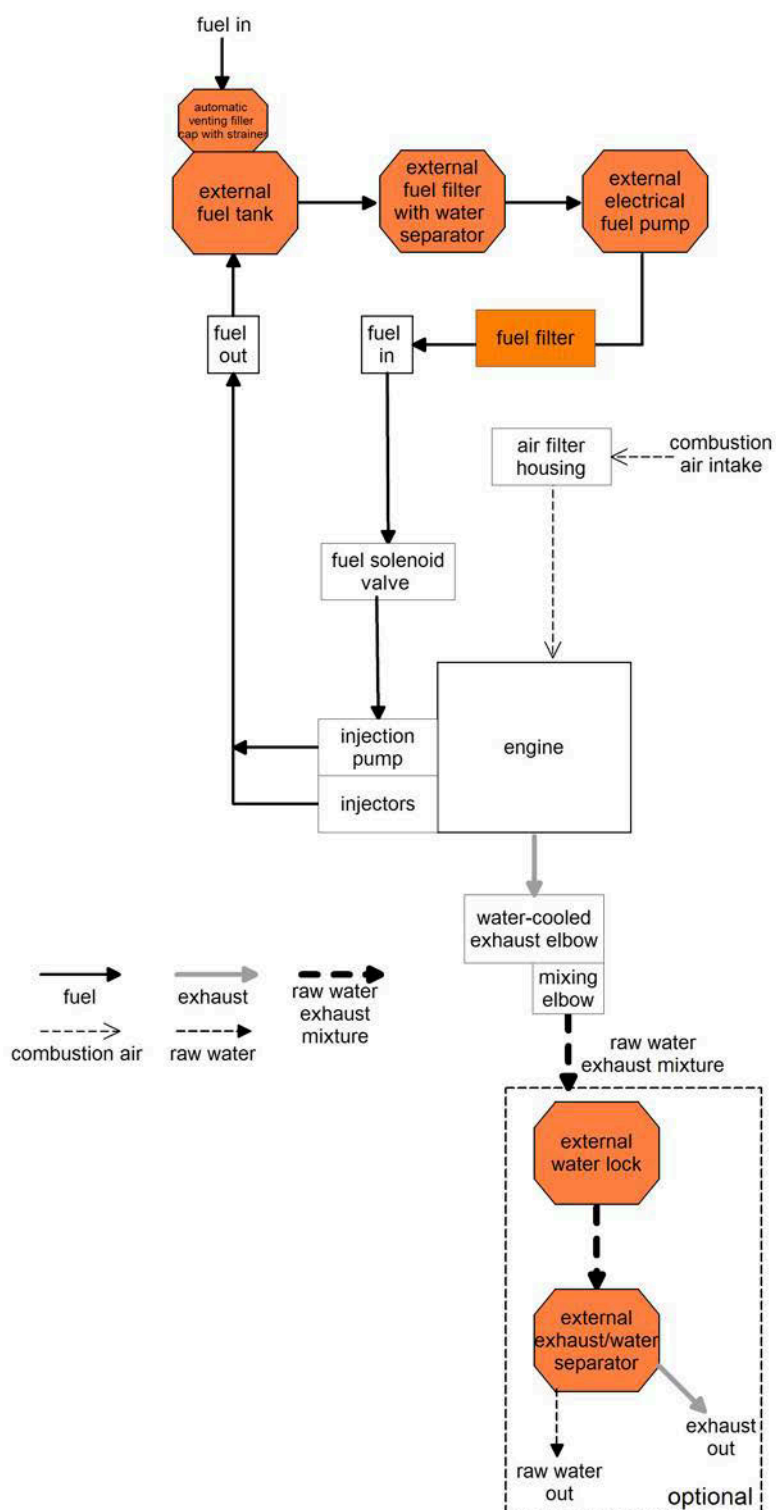 fuel in
automatic
venting filler
cap with strainer
external
fuel tank
external
fuel filter
with water
separator
external
electrical
fuel pump
fuel
out
fuel
in
fuel filter
air filter
housing
combustion
air intake
fuel solenoid
valve
injection
pump
engine
injectors
water-cooled
exhaust elbow
mixing
elbow
fuel
exhaust
raw water
exhaust
mixture
combustion air
raw water
raw water
exhaust mixture
external
water lock
external
exhaust/water
separator
exhaust
out
raw water
out
optional